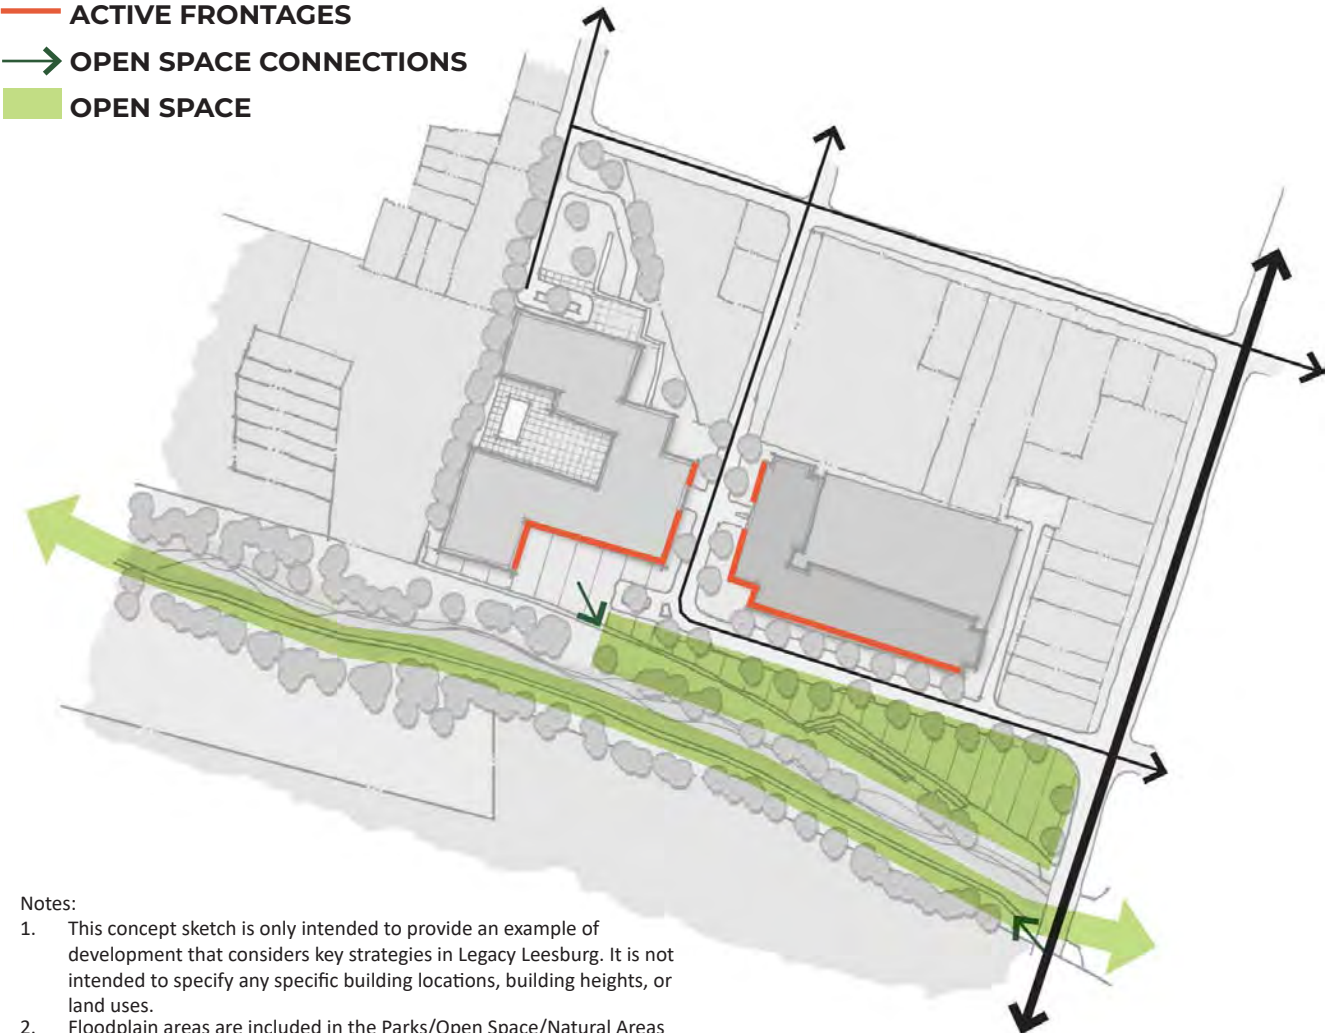 ACTIVE FRONTAGES
OPEN SPACE CONNECTIONS
OPEN SPACE
Notes:
1. This concept sketch is only intended to provide an example of
development that considers key strategies in Legacy Leesburg. It is not
intended to specify any specific building locations, building heights, or
land uses.
2. Floodplain areas are included in the Parks/Open Space/Natural Areas